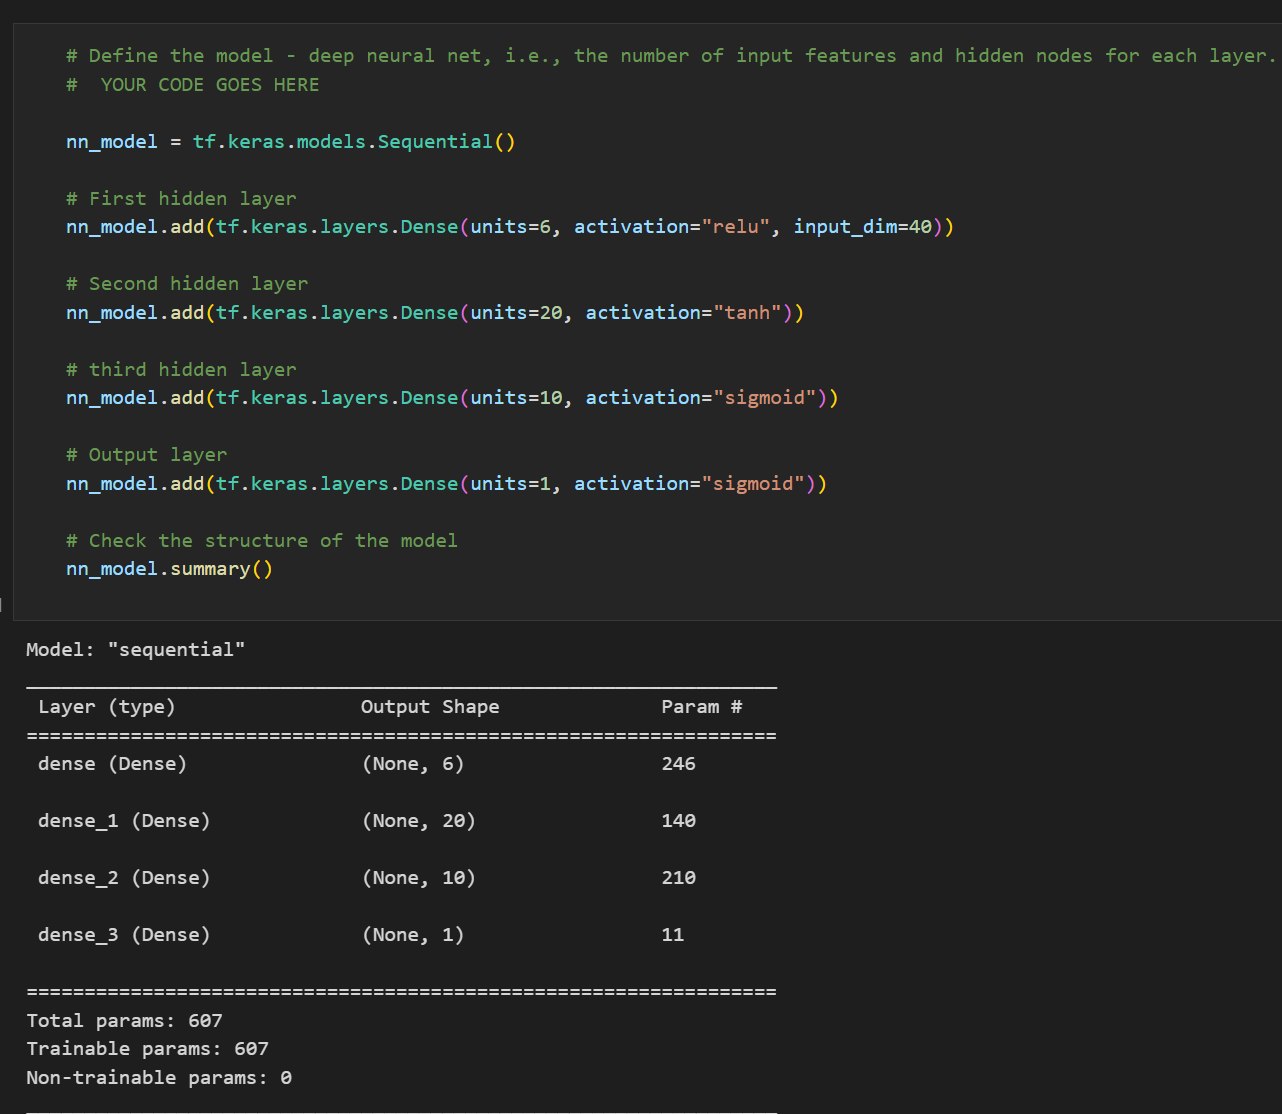 # Define the model - deep neural net, i.e., the number of input features and hidden nodes for each layer.
#  YOUR CODE GOES HERE
nn_model = tf.keras.models.Sequential()
# First hidden layer
nn_model.add(tf.keras.layers.Dense(units=6, activation="relu", input_dim=40))
# Second hidden layer
nn_model.add(tf.keras.layers.Dense(units=20, activation="tanh"))
# third hidden layer
nn_model.add(tf.keras.layers.Dense(units=10, activation="sigmoid"))
# Output layer
nn_model.add(tf.keras.layers.Dense(units=1, activation="sigmoid"))
# Check the structure of the model
nn_model.summary()
Model: "sequential"
Layer (type) Output Shape Param #
=================================================================
dense (Dense) (None, 6) 246
dense_1 (Dense) (None, 20) 140
dense_2 (Dense) (None, 10) 210
dense_3 (Dense) (None, 1) 11
=================================================================
Total params: 607
Trainable params: 607
Non-trainable params: 0